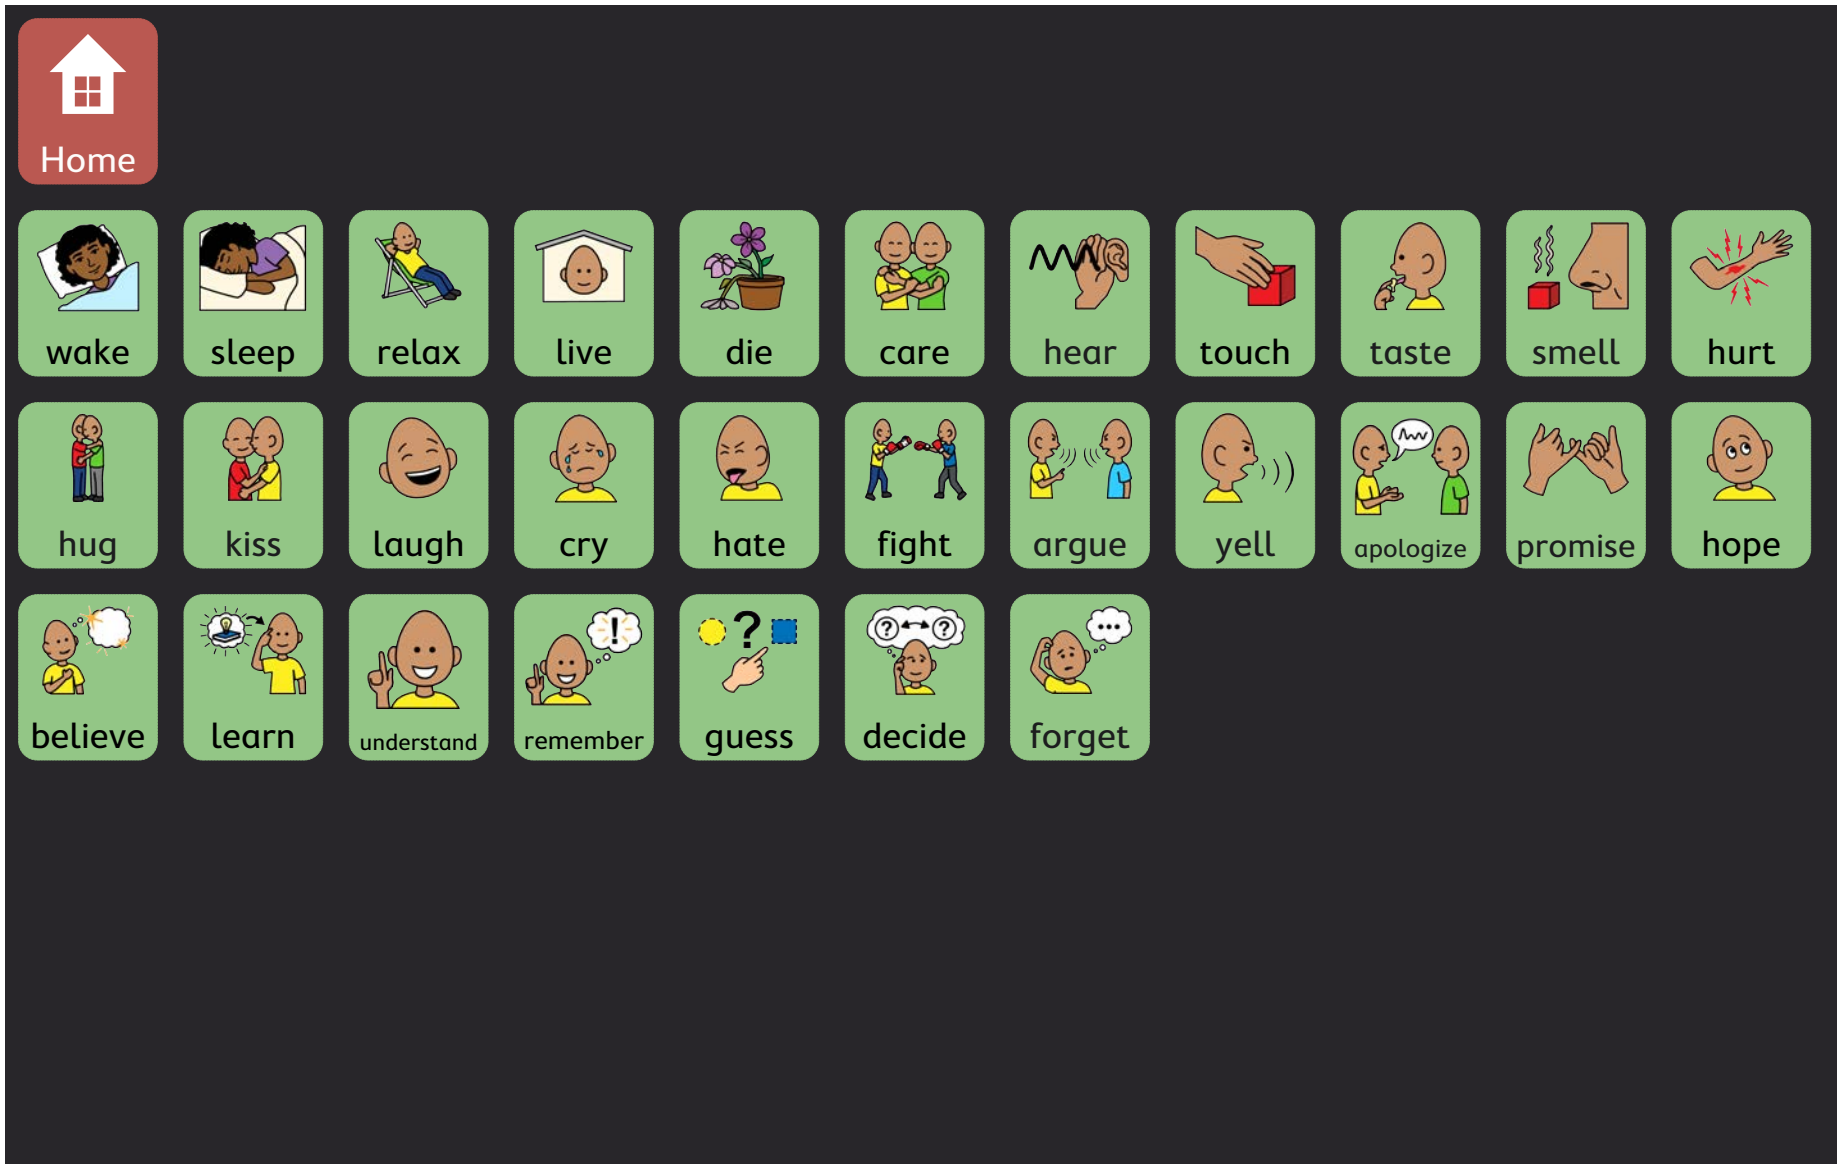 Home
wake sleep relax live die care hear touch taste smell hurt
hug kiss laugh cry hate fight argue yell apologize promise hope
believe learn understand remember guess decide forget